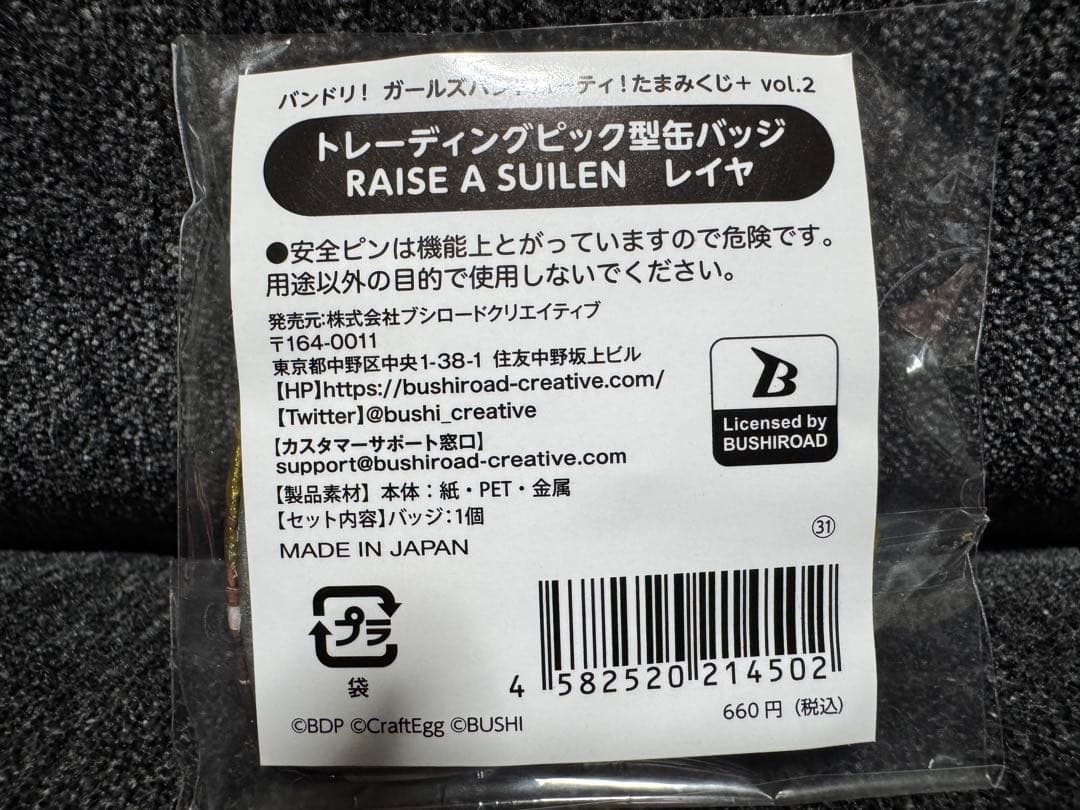 バンドリ！ ガールズバンドパーティ！たまみくじ＋ vol.2
トレーディングピック型缶バッジ
RAISE A SUILEN レイヤ
●安全ピンは機能上とがっていますので危険です。
用途以外の目的で使用しないでください。
発売元:株式会社ブシロードクリエイティブ
〒164-0011
東京都中野区中央1-38-1 住友中野坂上ビル
【HP】https://bushiroad-creative.com/
【Twitter】@bushi_creative
【カスタマーサポート窓口】
support@bushiroad-creative.com
【製品素材】本体：紙・PET・金属
【セット内容】バッジ：1個
MADE IN JAPAN
B
Licensed by
BUSHIROAD
㉛
プラ
袋
4 582520 214502
660円（税込）
©BDP ©CraftEgg ©BUSHI